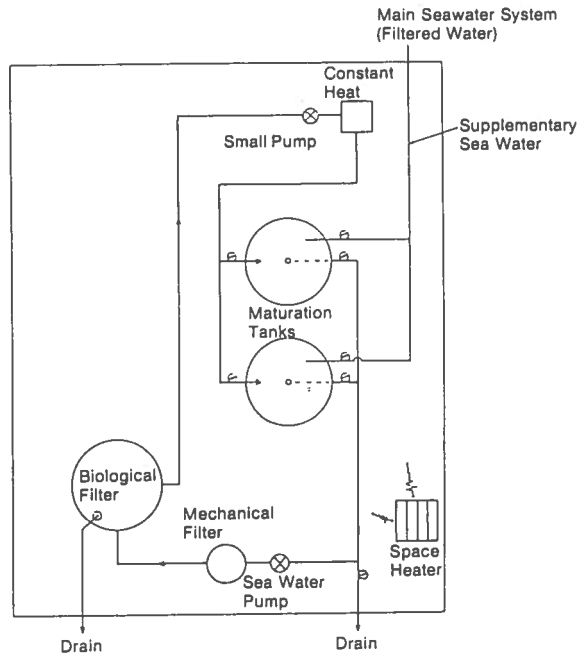 Main Seawater System
(Filtered Water)
Constant
Heat
Small Pump
Supplementary
Sea Water
Maturation
Tanks
Biological
Filter
Mechanical
Filter
Sea Water
Pump
Space
Heater
Drain
Drain